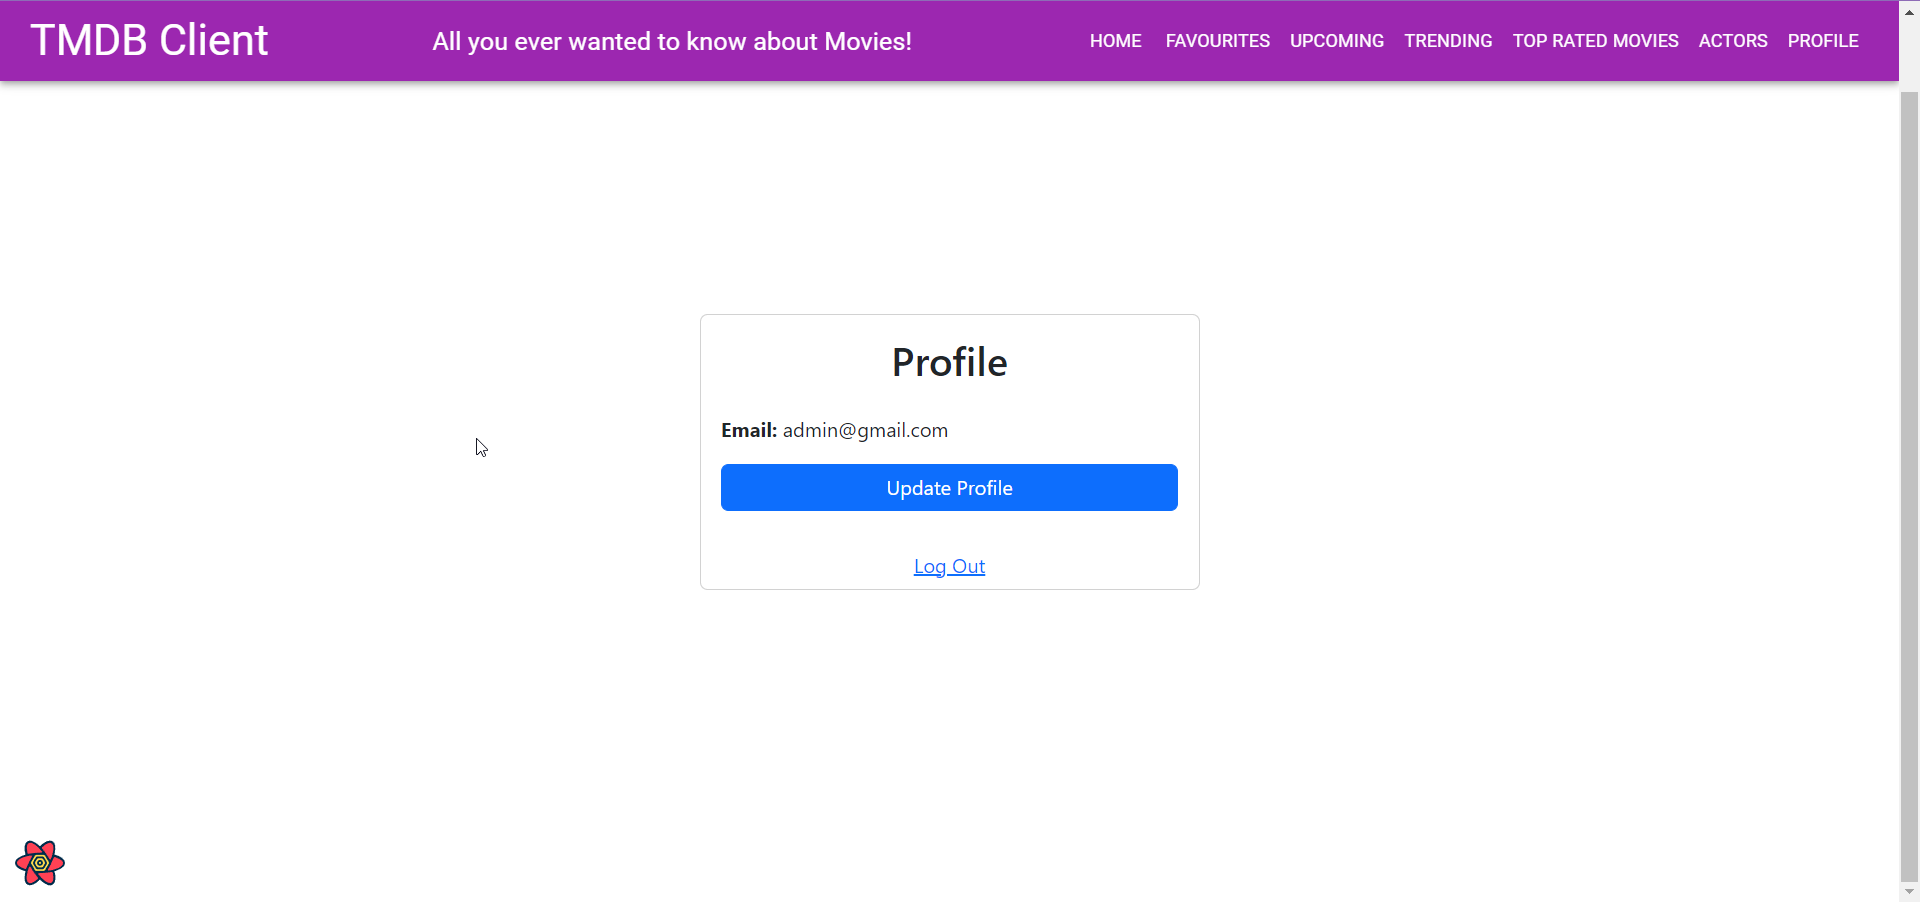 TMDB Client
All you ever wanted to know about Movies!
HOME FAVOURITES UPCOMING TRENDING TOP RATED MOVIES ACTORS PROFILE
Profile
Email: admin@gmail.com
Update Profile
Log Out